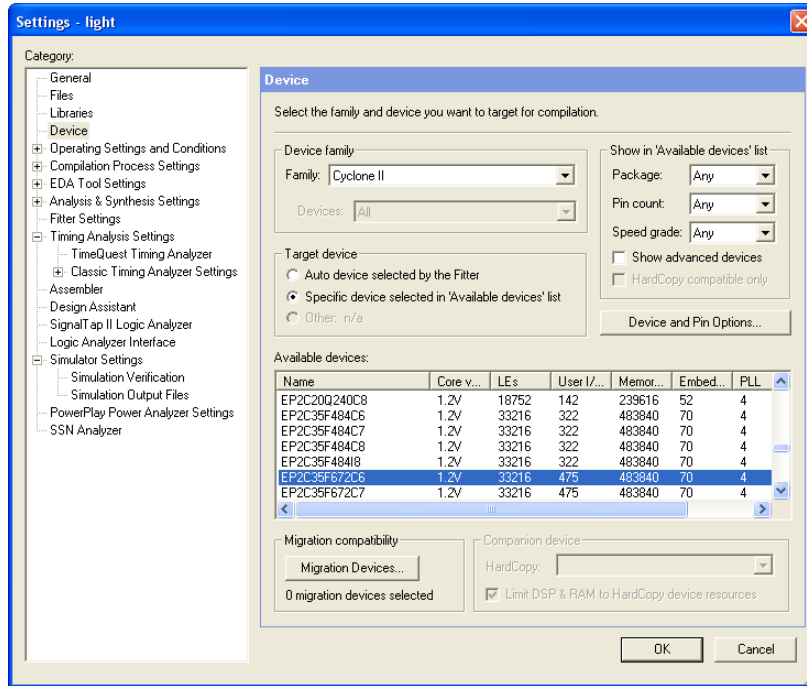 Settings - light
Category:
General
Files
Libraries
Device
Operating Settings and Conditions
Compilation Process Settings
EDA Tool Settings
Analysis & Synthesis Settings
Fitter Settings
Timing Analysis Settings
TimeQuest Timing Analyzer
Classic Timing Analyzer Settings
Assembler
Design Assistant
SignalTap II Logic Analyzer
Logic Analyzer Interface
Simulator Settings
Simulation Verification
Simulation Output Files
PowerPlay Power Analyzer Settings
SSN Analyzer
Device
Select the family and device you want to target for compilation.
Device family
Family: Cyclone II
Devices: All
Target device
Auto device selected by the Fitter
Specific device selected in 'Available devices' list
Other: n/a
Show in 'Available devices' list
Package: Any
Pin count: Any
Speed grade: Any
Show advanced devices
HardCopy compatible only
Device and Pin Options...
Available devices:
Name Core v... LEs User I/... Memor... Embed... PLL
EP2C20Q240C8 1.2V 18752 142 239616 52 4
EP2C35F484C6 1.2V 33216 322 483840 70 4
EP2C35F484C7 1.2V 33216 322 483840 70 4
EP2C35F484C8 1.2V 33216 322 483840 70 4
EP2C35F484I8 1.2V 33216 322 483840 70 4
EP2C35F672C6 1.2V 33216 475 483840 70 4
EP2C35F672C7 1.2V 33216 475 483840 70 4
Migration compatibility
Migration Devices...
0 migration devices selected
Companion device
HardCopy:
Limit DSP & RAM to HardCopy device resources
OK Cancel